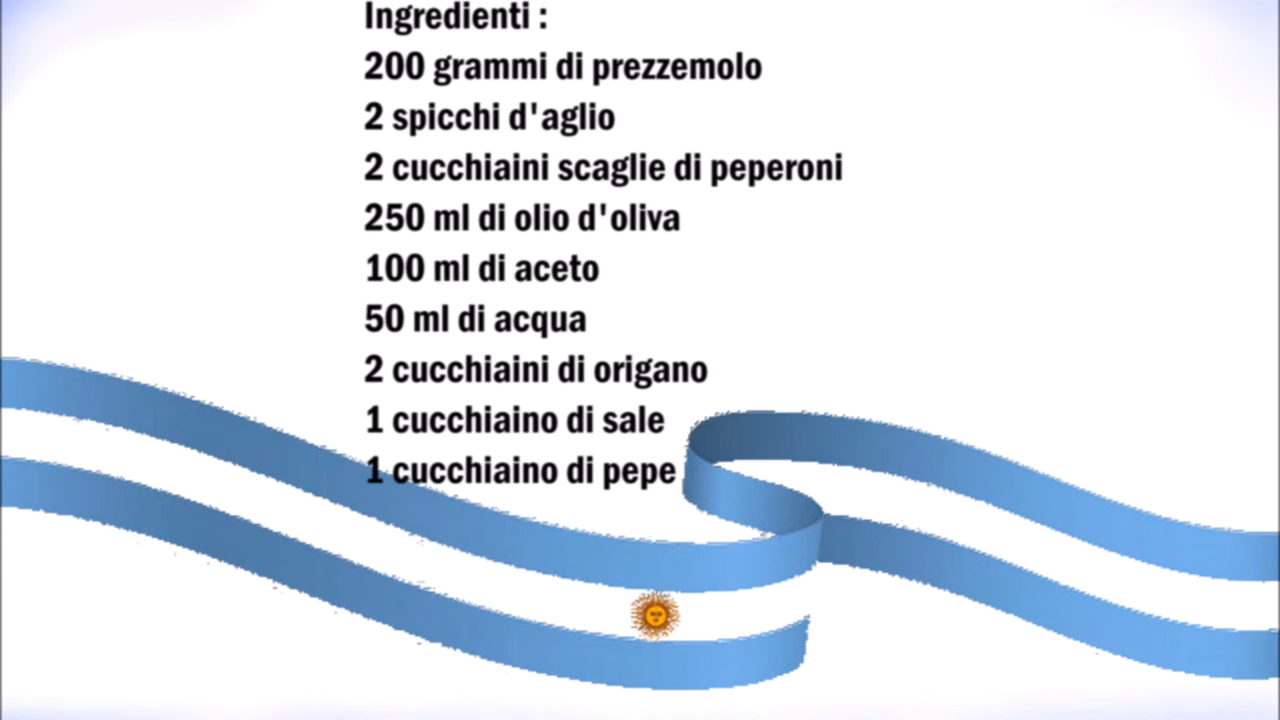 Ingredienti :
200 grammi di prezzemolo
2 spicchi d'aglio
2 cucchiaini scaglie di peperoni
250 ml di olio d'oliva
100 ml di aceto
50 ml di acqua
2 cucchiaini di origano
1 cucchiaino di sale
1 cucchiaino di pepe